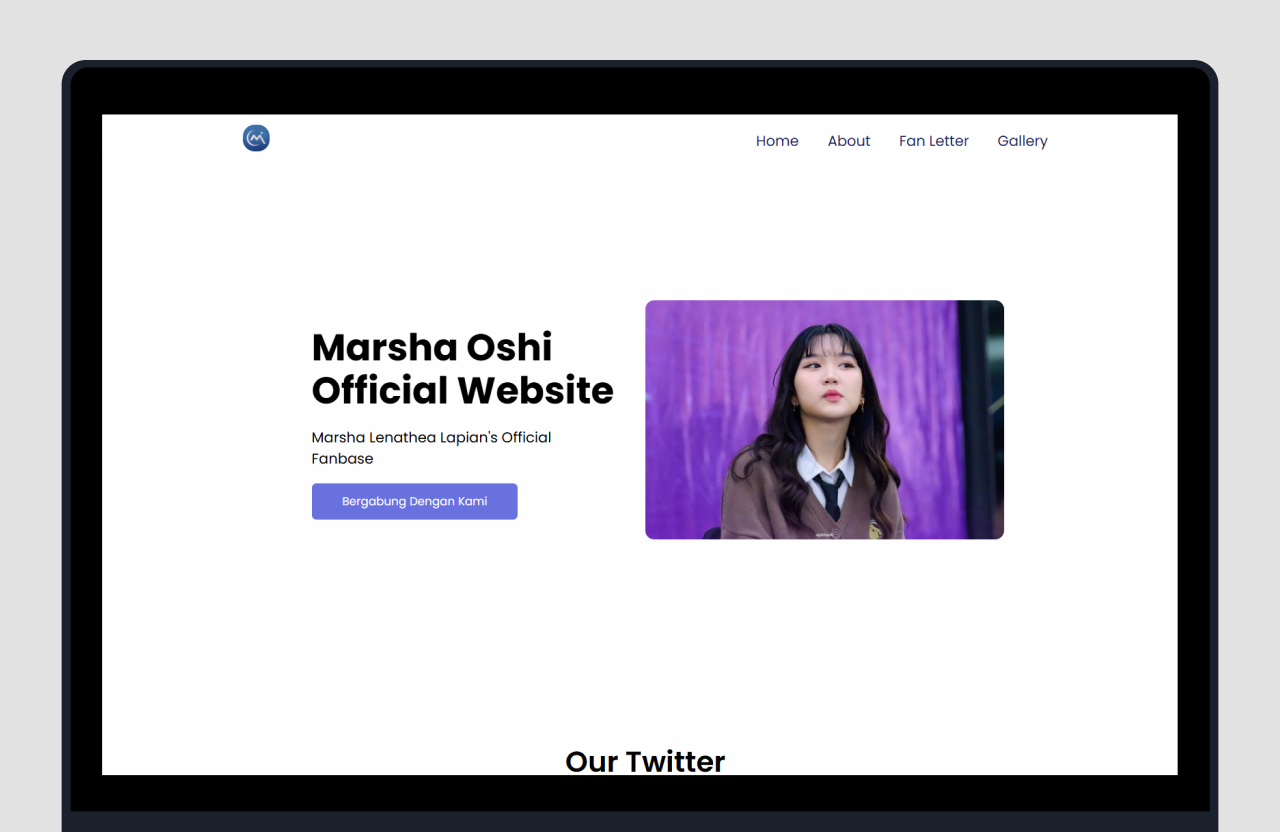 Home About Fan Letter Gallery
Marsha Oshi
Official Website
Marsha Lenathea Lapian's Official
Fanbase
Bergabung Dengan Kami
Our Twitter